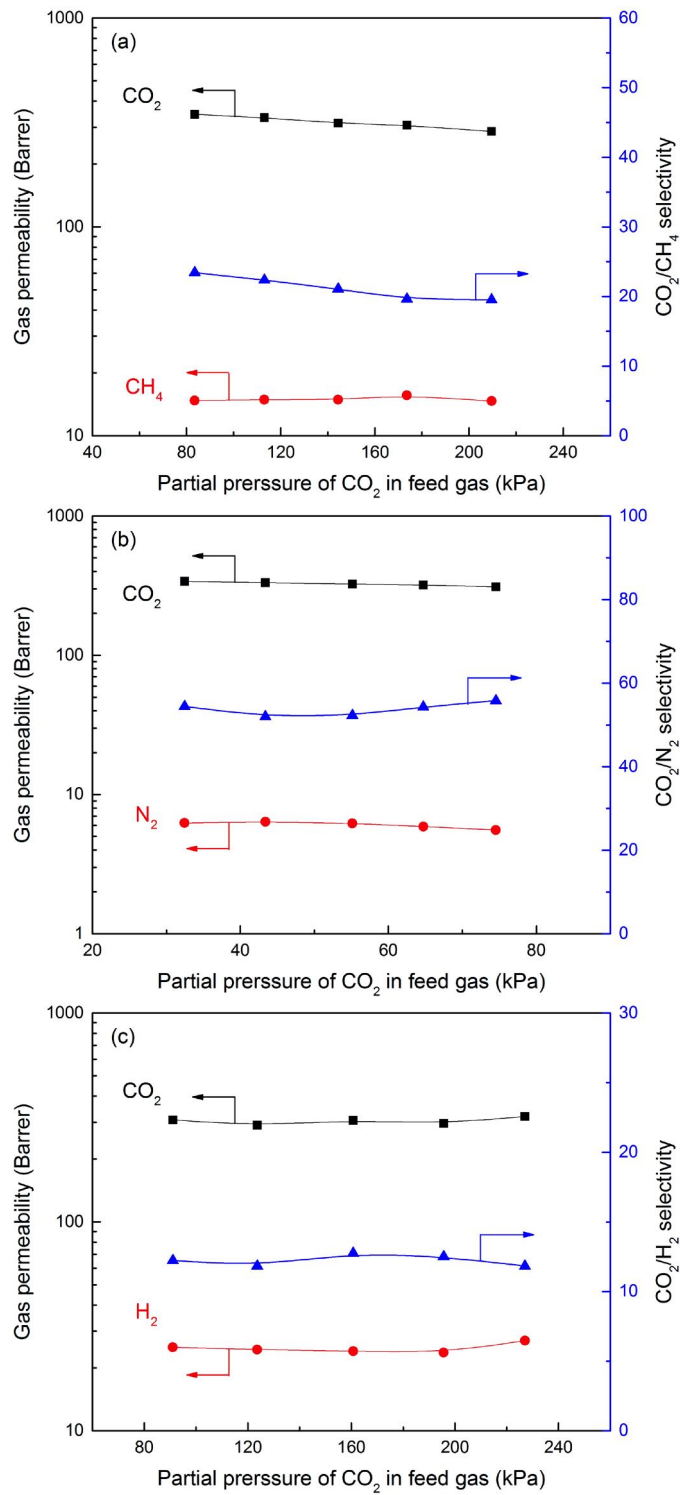 (a)
1000
100
10
Gas permeability (Barrer)
CO₂
CH₄
60
50
40
30
20
10
0
CO₂/CH₄ selectivity
40 80 120 160 200 240
Partial prerssure of CO₂ in feed gas (kPa)
(b)
1000
100
10
1
Gas permeability (Barrer)
CO₂
N₂
100
80
60
40
20
0
CO₂/N₂ selectivity
20 40 60 80
Partial prerssure of CO₂ in feed gas (kPa)
(c)
1000
100
10
Gas permeability (Barrer)
CO₂
H₂
30
20
10
0
CO₂/H₂ selectivity
80 120 160 200 240
Partial prerssure of CO₂ in feed gas (kPa)